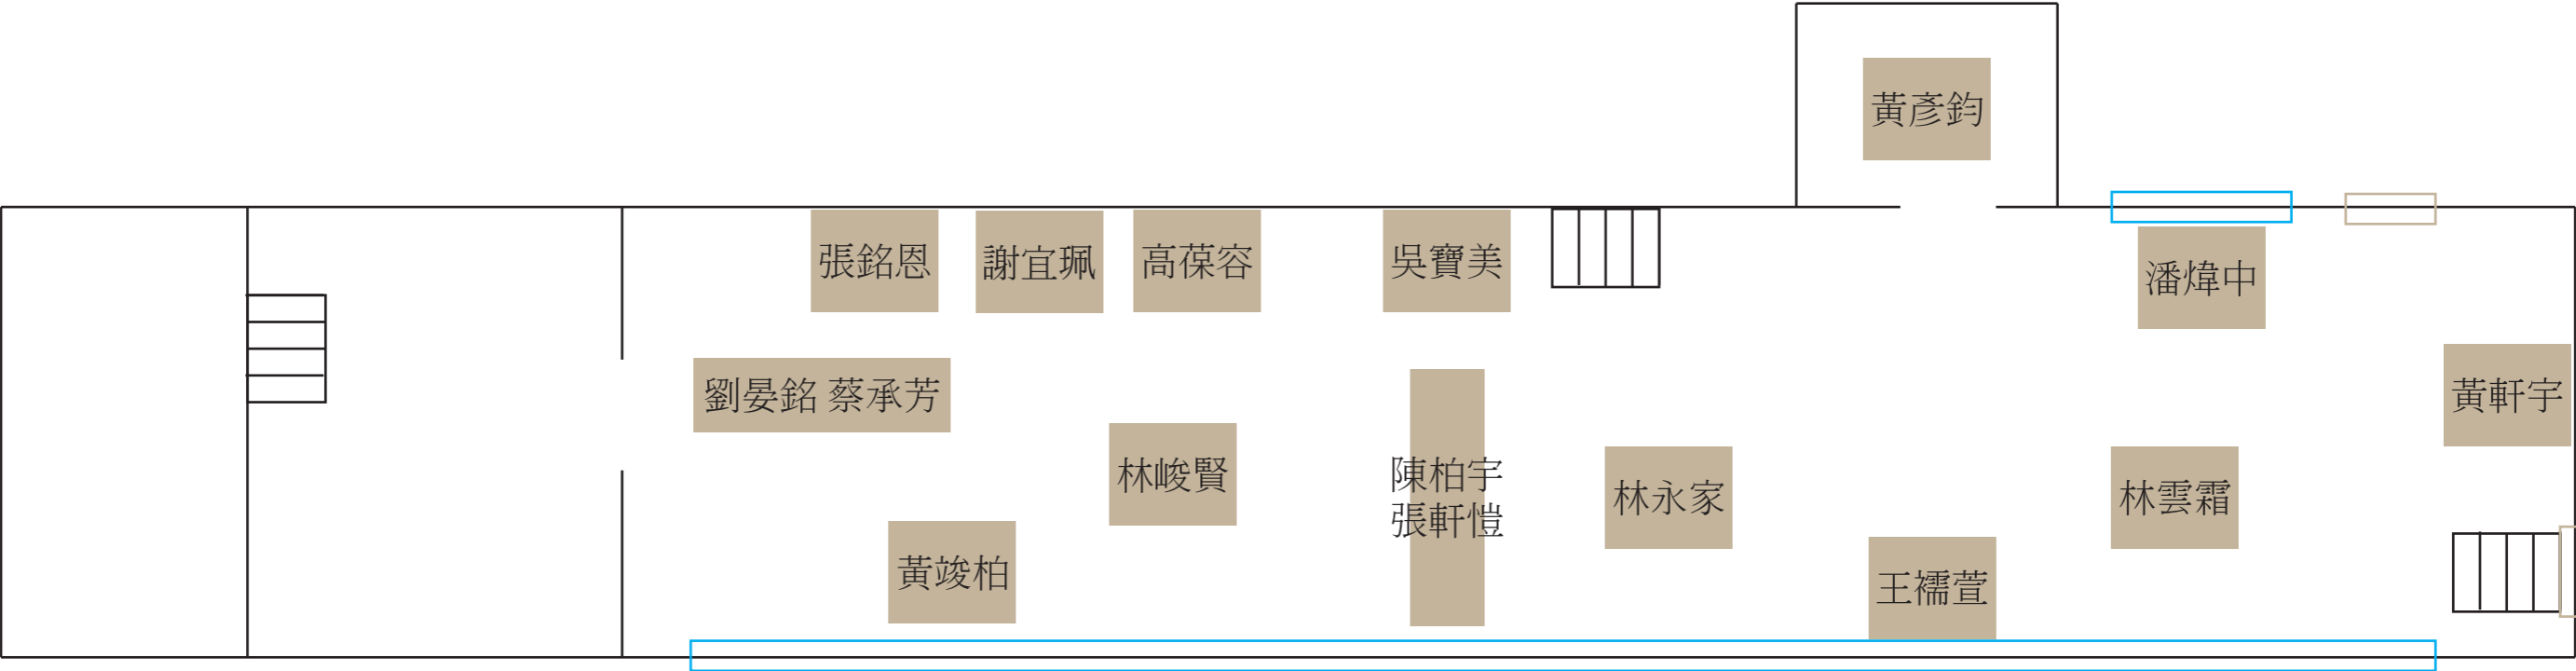 黃彥鈞
張銘恩
謝宜珮
高葆容
吳寶美
潘煒中
劉晏銘 蔡承芳
黃軒宇
林峻賢
陳柏宇
張軒愷
林永家
林雲霜
黃竣柏
王襦萱